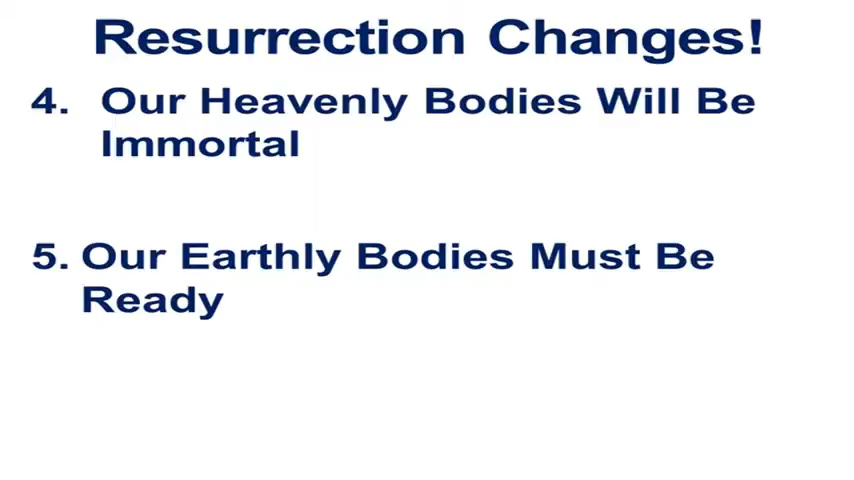 Resurrection Changes!
4. Our Heavenly Bodies Will Be
Immortal
5. Our Earthly Bodies Must Be
Ready